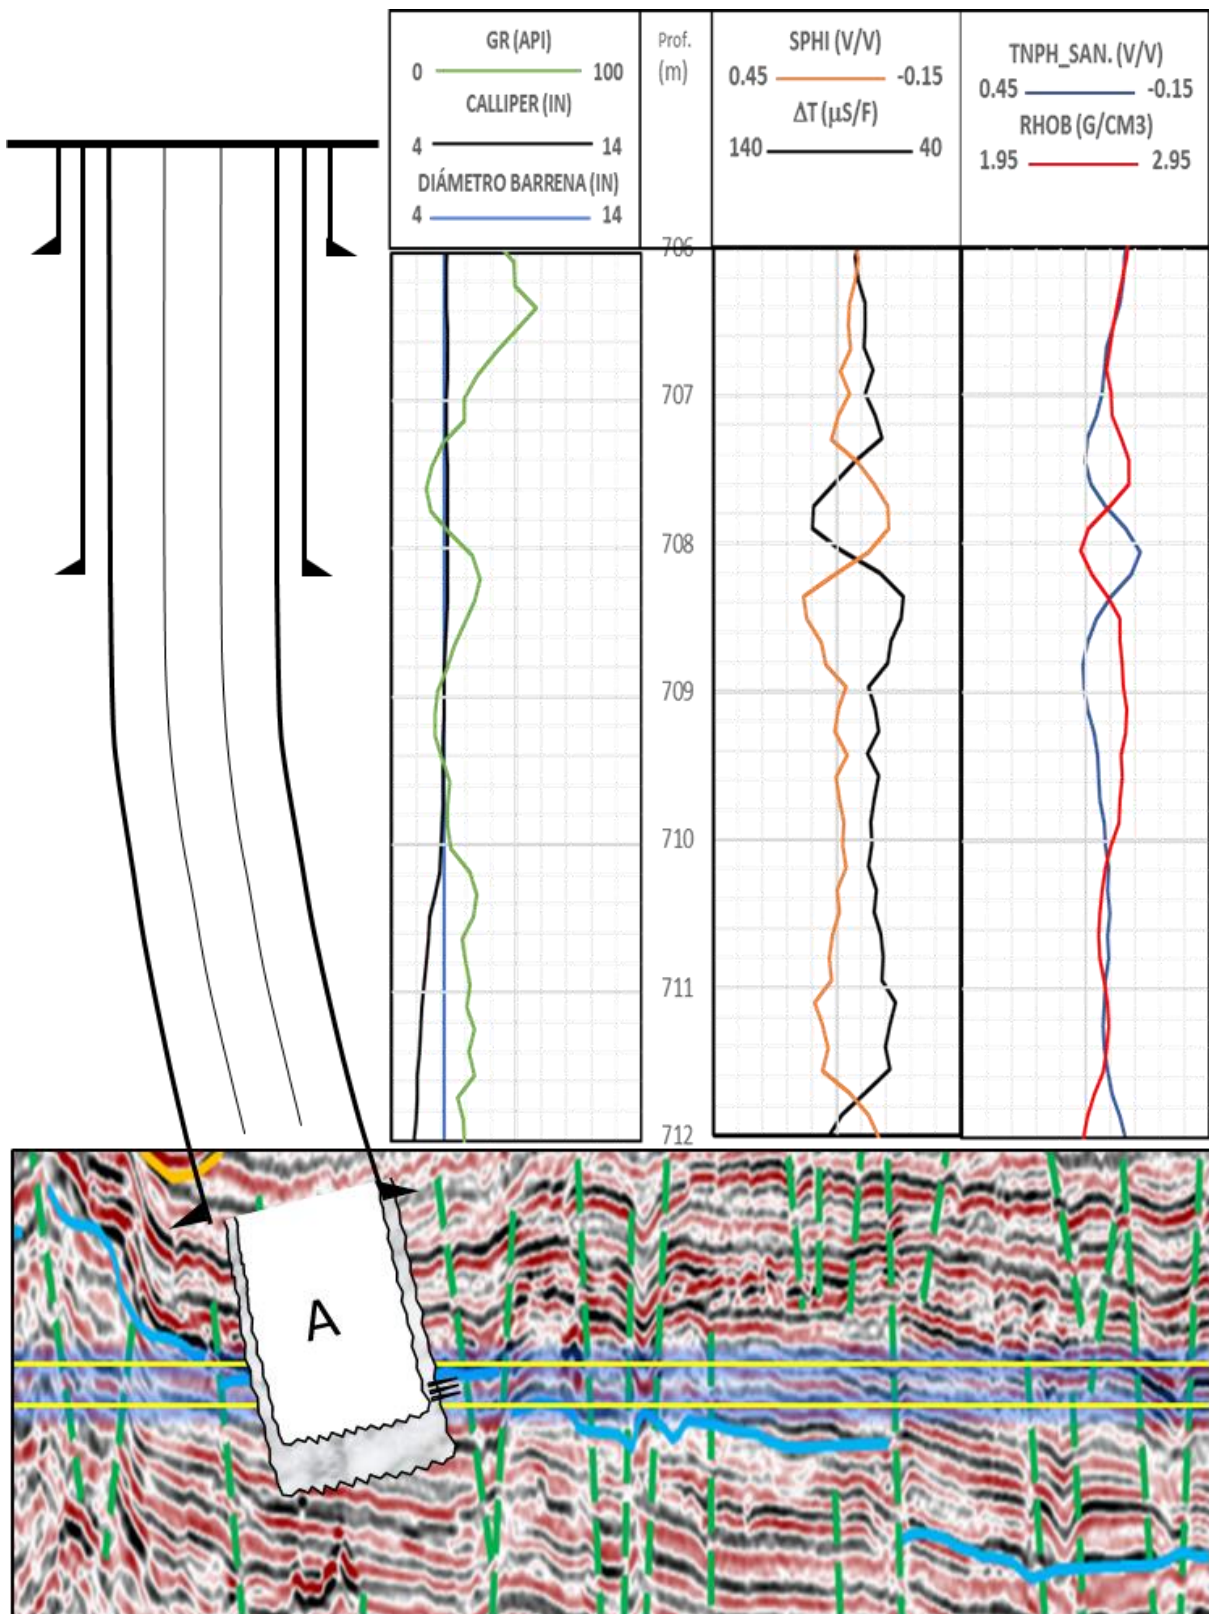 GR (API)
0 100
CALLIPER (IN)
4 14
DIÁMETRO BARRENA (IN)
4 14
Prof.
(m)
SPHI (V/V)
0.45 -0.15
ΔT (µS/F)
140 40
TNPH_SAN. (V/V)
0.45 -0.15
RHOB (G/CM3)
1.95 2.95
706
707
708
709
710
711
712
A